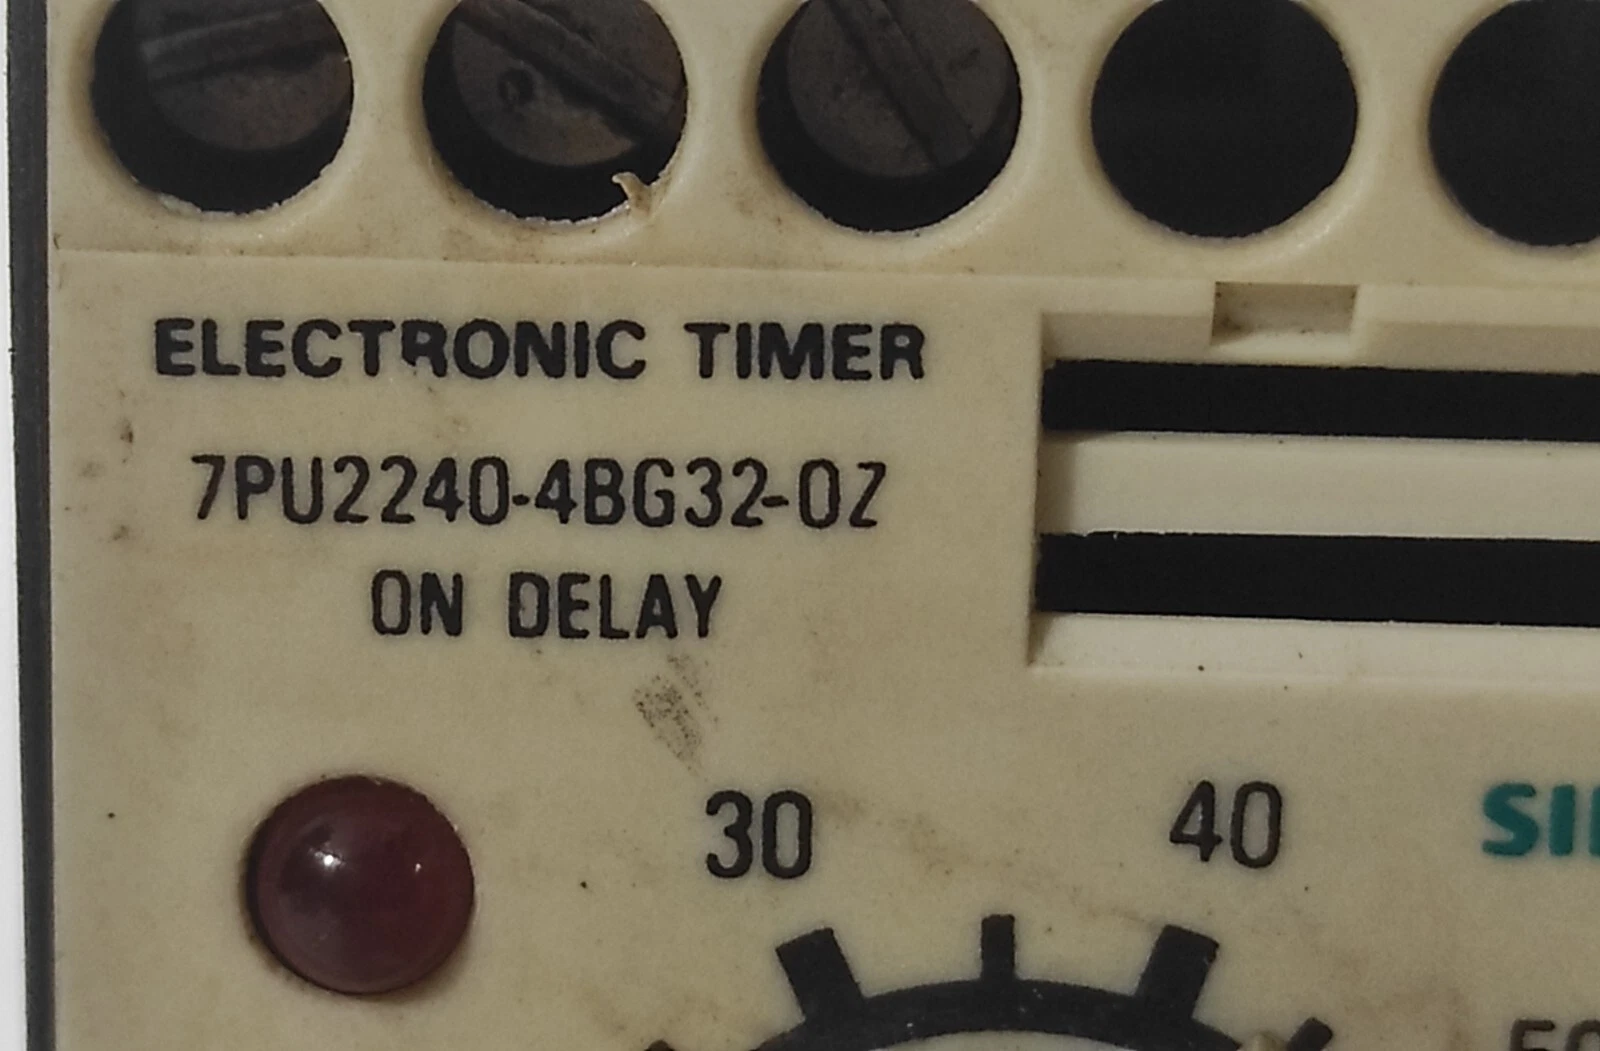 ELECTRONIC TIMER
7PU2240-4BG32-0Z
ON DELAY
30 40